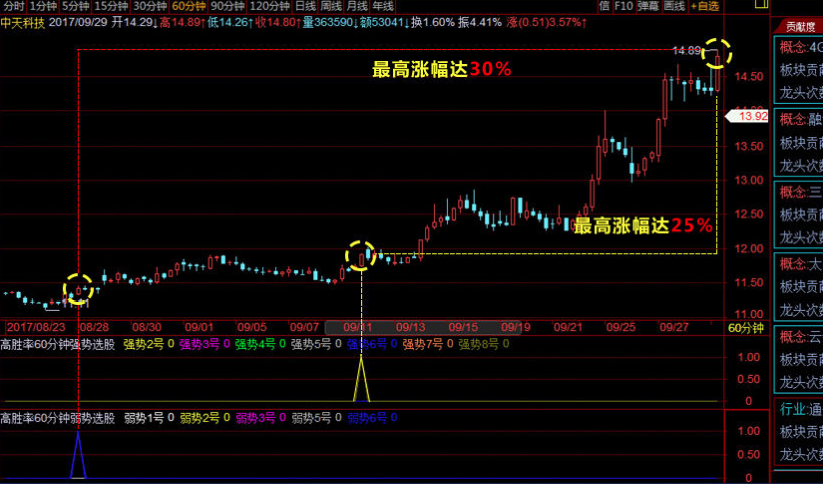 分时 1分钟 5分钟 15分钟 30分钟 60分钟 90分钟 120分钟 日线 周线 月线 年线 信 F10 弹幕 画线 +自选
中天科技 2017/09/29 开14.29↓高14.89↑低14.26↑收14.80↑量363590↓额53041↓换1.60% 振4.41% 涨(0.51)3.57%↑
贡献度
14.89
最高涨幅达30%
14.50
13.92
13.50
13.00
12.50
最高涨幅达25%
12.00
11.50
11.00
2017/08/23 08/28 08/30 09/01 09/05 09/07 09/11 09/13 09/15 09/19 09/21 09/25 09/27 60分钟
高胜率60分钟强势选股 强势2号 0 强势3号 0 强势4号 0 强势5号 0 强势6号 0 强势7号 0 强势8号 0
1.00
0.50
0
高胜率60分钟强势选股 弱势1号 0 弱势2号 0 弱势3号 0 弱势5号 0 弱势6号 0
1.00
0.50
0
概念:4G
板块贡
龙头次
概念:融
板块贡
龙头次
概念:三
板块贡
龙头次
概念:太
板块贡
龙头次
概念:云
板块贡
龙头次
行业:通
板块贡
龙头次